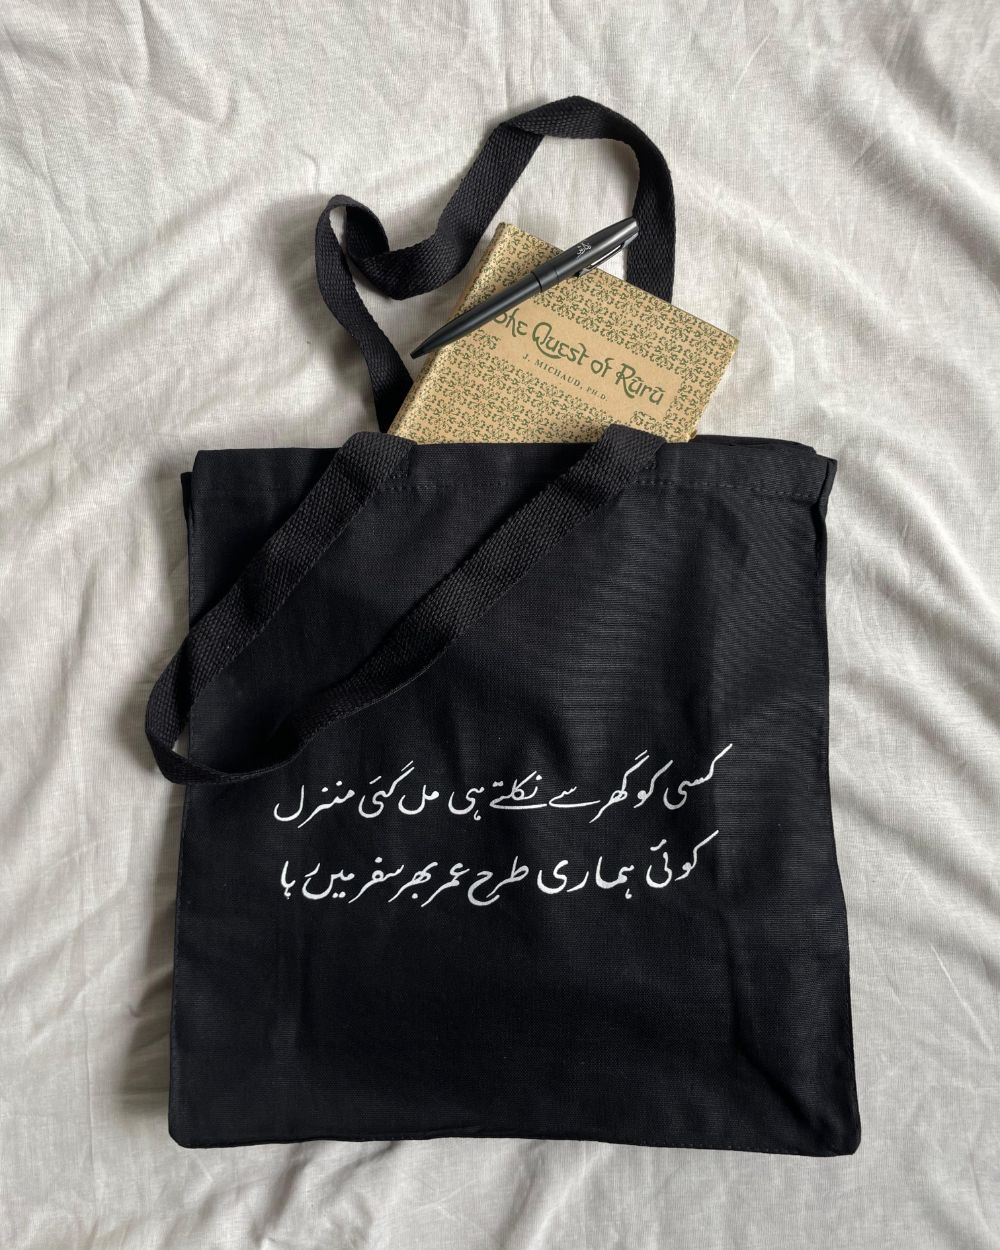 The Quest of Rūrū
J. MICHAUD, PH.D.
کسی کو گھر سے نکلتے ہی مل گئی منزل
کوئی ہماری طرح عمر بھر سفر میں رہا